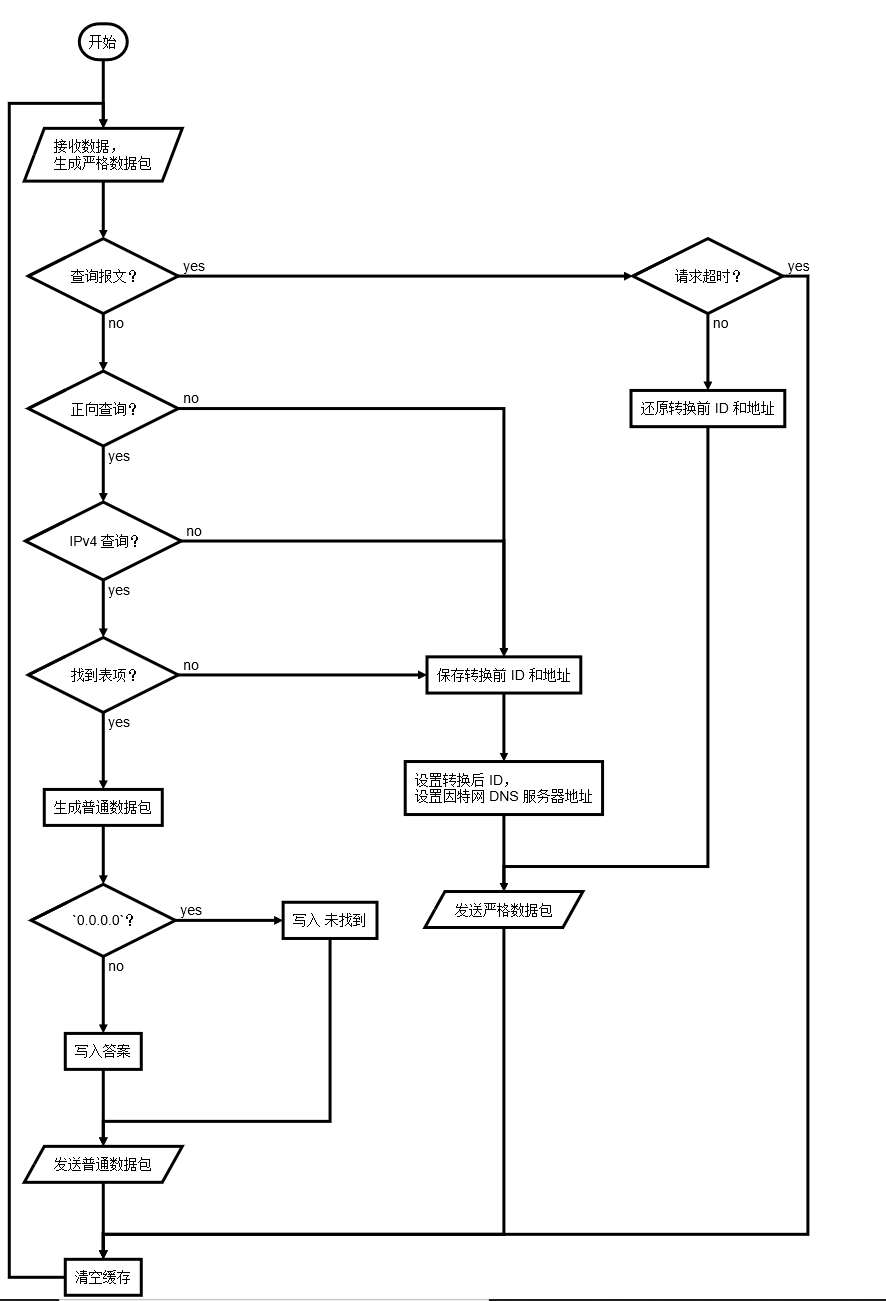 开始
接收数据，
生成严格数据包
查询报文？
yes
请求超时？
yes
no
no
正向查询？
no
还原转换前 ID 和地址
yes
IPv4 查询？
no
yes
找到表项？
no
保存转换前 ID 和地址
yes
设置转换后 ID，
设置因特网 DNS 服务器地址
生成普通数据包
`0.0.0.0`？
yes
写入 未找到
发送严格数据包
no
写入答案
发送普通数据包
清空缓存